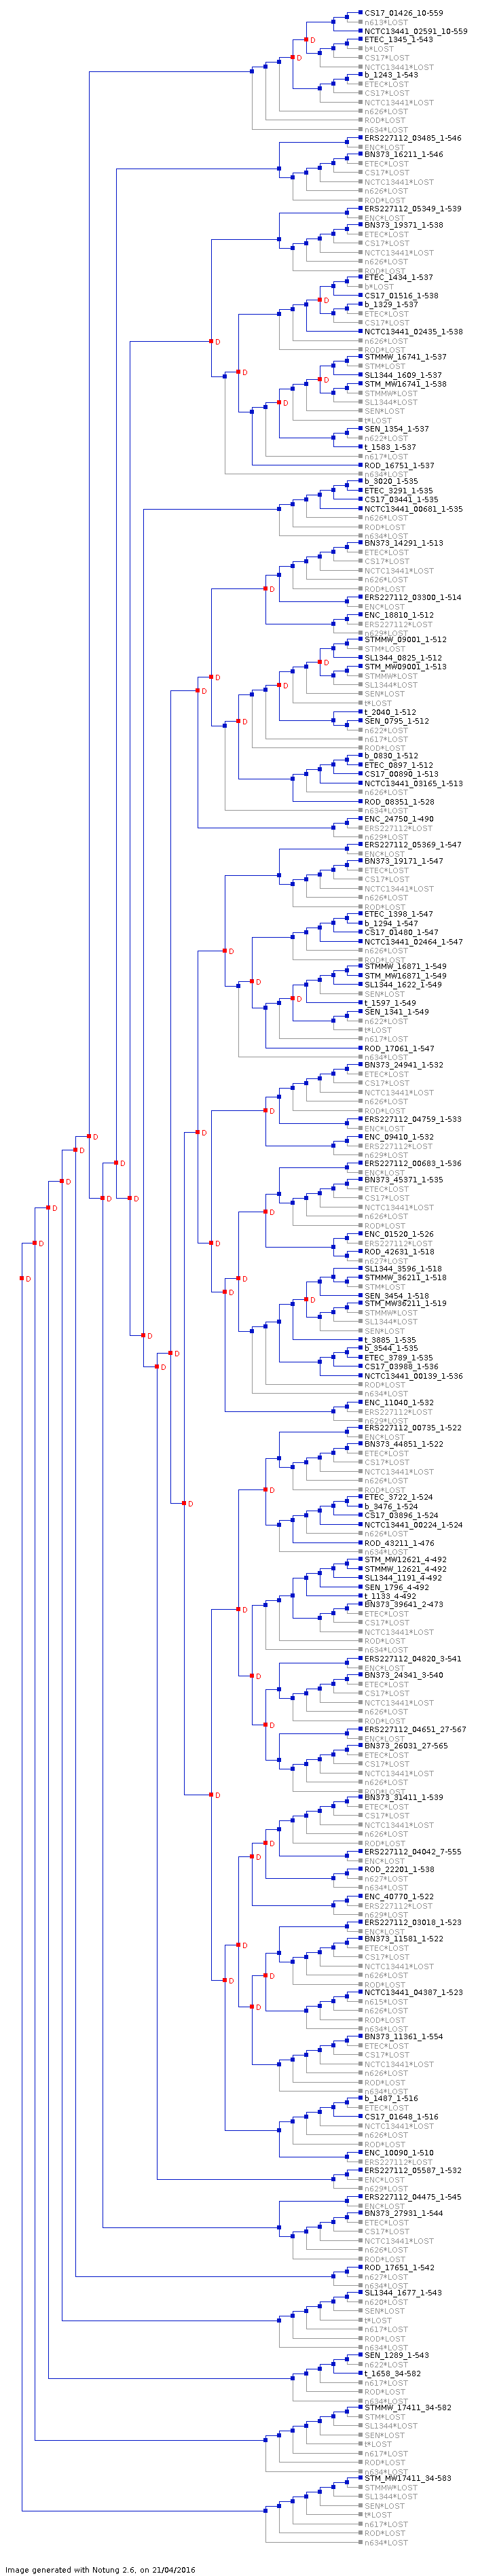 CS17_01426_10-559
n613*LOST
NCTC13441_02591_10-559
D ETEC_1345_1-543
b*LOST
D CS17*LOST
NCTC13441*LOST
b_1243_1-543
ETEC*LOST
CS17*LOST
NCTC13441*LOST
n626*LOST
ROD*LOST
n634*LOST
ERS227112_03485_1-546
ENC*LOST
BN373_16211_1-546
ETEC*LOST
CS17*LOST
NCTC13441*LOST
n626*LOST
ROD*LOST
ERS227112_05349_1-539
ENC*LOST
BN373_19371_1-538
ETEC*LOST
CS17*LOST
NCTC13441*LOST
n626*LOST
ROD*LOST
ETEC_1434_1-537
b*LOST
CS17_01516_1-538
D b_1329_1-537
ETEC*LOST
CS17*LOST
NCTC13441_02435_1-538
D n626*LOST
ROD*LOST
STMMW_16741_1-537
STM*LOST
D SL1344_1609_1-537
D STM_MW16741_1-538
STMMW*LOST
D SL1344*LOST
SEN*LOST
t*LOST
SEN_1354_1-537
n622*LOST
t_1583_1-537
n617*LOST
ROD_16751_1-537
n634*LOST
b_3020_1-535
ETEC_3291_1-535
CS17_03441_1-535
NCTC13441_00681_1-535
n626*LOST
ROD*LOST
n634*LOST
BN373_14291_1-513
ETEC*LOST
CS17*LOST
NCTC13441*LOST
n626*LOST
D ROD*LOST
ERS227112_03300_1-514
ENC*LOST
ENC_18810_1-512
ERS227112*LOST
n629*LOST
STMMW_09001_1-512
STM*LOST
D SL1344_0825_1-512
STM_MW09001_1-513
D STMMW*LOST
D SL1344*LOST
D SEN*LOST
t*LOST
t_2040_1-512
D SEN_0795_1-512
n622*LOST
n617*LOST
ROD*LOST
b_0830_1-512
ETEC_0897_1-512
CS17_00890_1-513
NCTC13441_03165_1-513
n626*LOST
ROD_08351_1-528
n634*LOST
ENC_24750_1-490
ERS227112*LOST
n629*LOST
ERS227112_05369_1-547
ENC*LOST
BN373_19171_1-547
ETEC*LOST
CS17*LOST
NCTC13441*LOST
n626*LOST
ROD*LOST
ETEC_1398_1-547
b_1294_1-547
CS17_01480_1-547
NCTC13441_02464_1-547
D n626*LOST
ROD*LOST
STMMW_16871_1-549
STM_MW16871_1-549
D SL1344_1622_1-549
SEN*LOST
D t_1597_1-549
SEN_1341_1-549
n622*LOST
t*LOST
n617*LOST
ROD_17061_1-547
n634*LOST
BN373_24941_1-532
ETEC*LOST
CS17*LOST
NCTC13441*LOST
n626*LOST
D ROD*LOST
ERS227112_04759_1-533
ENC*LOST
D D ENC_09410_1-532
ERS227112*LOST
D n629*LOST
D ERS227112_00683_1-536
ENC*LOST
D BN373_45371_1-535
ETEC*LOST
D D CS17*LOST
D NCTC13441*LOST
D n626*LOST
ROD*LOST
ENC_01520_1-526
D D ERS227112*LOST
ROD_42631_1-518
n627*LOST
SL1344_3596_1-518
D D STMMW_36211_1-518
STM*LOST
SEN_3454_1-518
D STM_MW36211_1-519
STMMW*LOST
SL1344*LOST
SEN*LOST
D t_3885_1-535
b_3544_1-535
D ETEC_3789_1-535
D CS17_03988_1-536
NCTC13441_00139_1-536
ROD*LOST
n634*LOST
ENC_11040_1-532
ERS227112*LOST
n629*LOST
ERS227112_00735_1-522
ENC*LOST
BN373_44851_1-522
ETEC*LOST
CS17*LOST
NCTC13441*LOST
n626*LOST
D ROD*LOST
ETEC_3722_1-524
D b_3476_1-524
CS17_03896_1-524
NCTC13441_00224_1-524
n626*LOST
ROD_43211_1-476
n634*LOST
STM_MW12621_4-492
STMMW_12621_4-492
SL1344_1191_4-492
SEN_1796_4-492
t_1133_4-492
D BN373_39641_2-473
ETEC*LOST
CS17*LOST
NCTC13441*LOST
ROD*LOST
n634*LOST
ERS227112_04820_3-541
ENC*LOST
D BN373_24341_3-540
ETEC*LOST
CS17*LOST
NCTC13441*LOST
n626*LOST
ROD*LOST
D ERS227112_04651_27-567
ENC*LOST
BN373_26031_27-565
ETEC*LOST
CS17*LOST
NCTC13441*LOST
n626*LOST
ROD*LOST
D BN373_31411_1-539
ETEC*LOST
CS17*LOST
NCTC13441*LOST
n626*LOST
D ROD*LOST
ERS227112_04042_7-555
D ENC*LOST
ROD_22201_1-538
n627*LOST
n634*LOST
ENC_40770_1-522
ERS227112*LOST
n629*LOST
ERS227112_03018_1-523
ENC*LOST
BN373_11581_1-522
D ETEC*LOST
CS17*LOST
NCTC13441*LOST
D n626*LOST
D ROD*LOST
NCTC13441_04387_1-523
n615*LOST
D n626*LOST
ROD*LOST
n634*LOST
BN373_11361_1-554
ETEC*LOST
CS17*LOST
NCTC13441*LOST
n626*LOST
ROD*LOST
n634*LOST
b_1487_1-516
ETEC*LOST
CS17_01648_1-516
NCTC13441*LOST
n626*LOST
ROD*LOST
ENC_10090_1-510
ERS227112*LOST
ERS227112_05587_1-532
ENC*LOST
n629*LOST
ERS227112_04475_1-545
ENC*LOST
BN373_27931_1-544
ETEC*LOST
CS17*LOST
NCTC13441*LOST
n626*LOST
ROD*LOST
ROD_17651_1-542
n627*LOST
n634*LOST
SL1344_1677_1-543
n620*LOST
SEN*LOST
t*LOST
n617*LOST
ROD*LOST
n634*LOST
SEN_1289_1-543
n622*LOST
t_1658_34-582
n617*LOST
ROD*LOST
n634*LOST
STMMW_17411_34-582
STM*LOST
SL1344*LOST
SEN*LOST
t*LOST
n617*LOST
ROD*LOST
n634*LOST
STM_MW17411_34-583
STMMW*LOST
SL1344*LOST
SEN*LOST
t*LOST
n617*LOST
ROD*LOST
n634*LOST
Image generated with Notung 2.6, on 21/04/2016